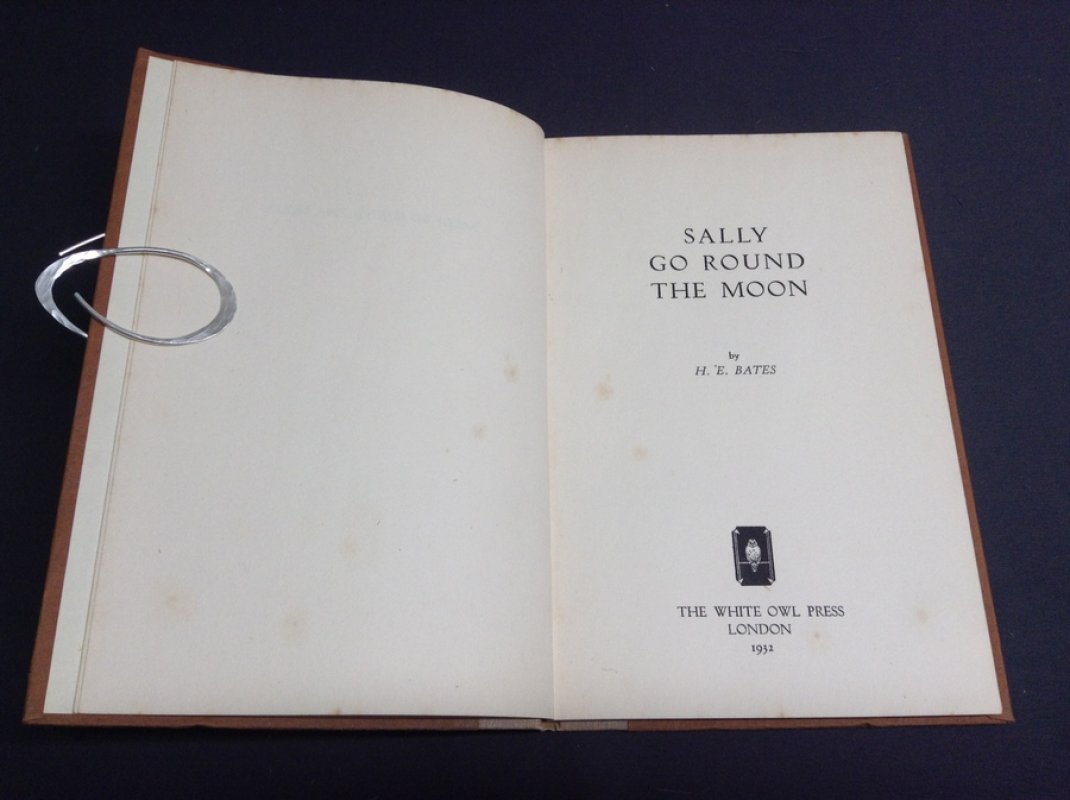 SALLY
GO ROUND
THE MOON
by
H. E. BATES
THE WHITE OWL PRESS
LONDON
1932